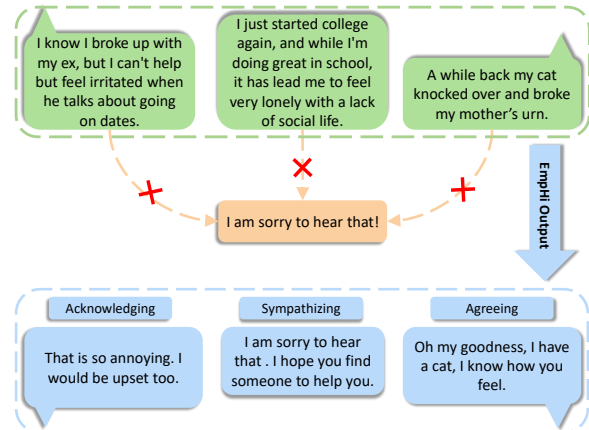 I know I broke up with
my ex, but I can't help
but feel irritated when
he talks about going
on dates.
I just started college
again, and while I'm
doing great in school,
it has lead me to feel
very lonely with a lack
of social life.
A while back my cat
knocked over and broke
my mother's urn.
I am sorry to hear that!
EmpHi Output
Acknowledging
Sympathizing
Agreeing
That is so annoying. I
would be upset too.
I am sorry to hear
that . I hope you find
someone to help you.
Oh my goodness, I have
a cat, I know how you
feel.